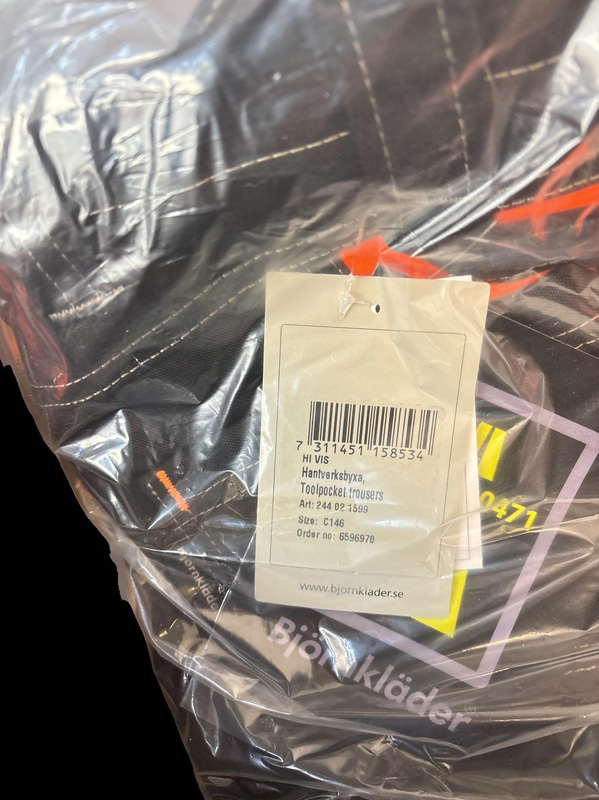 7 311451 158534
HI VIS
Hantverksbyxa,
Toolpocket trousers
Art: 244 02 1599
Size: C146
Order no: 6596970
www.bjornklader.se
0471
Björnkläder
Björnkläder